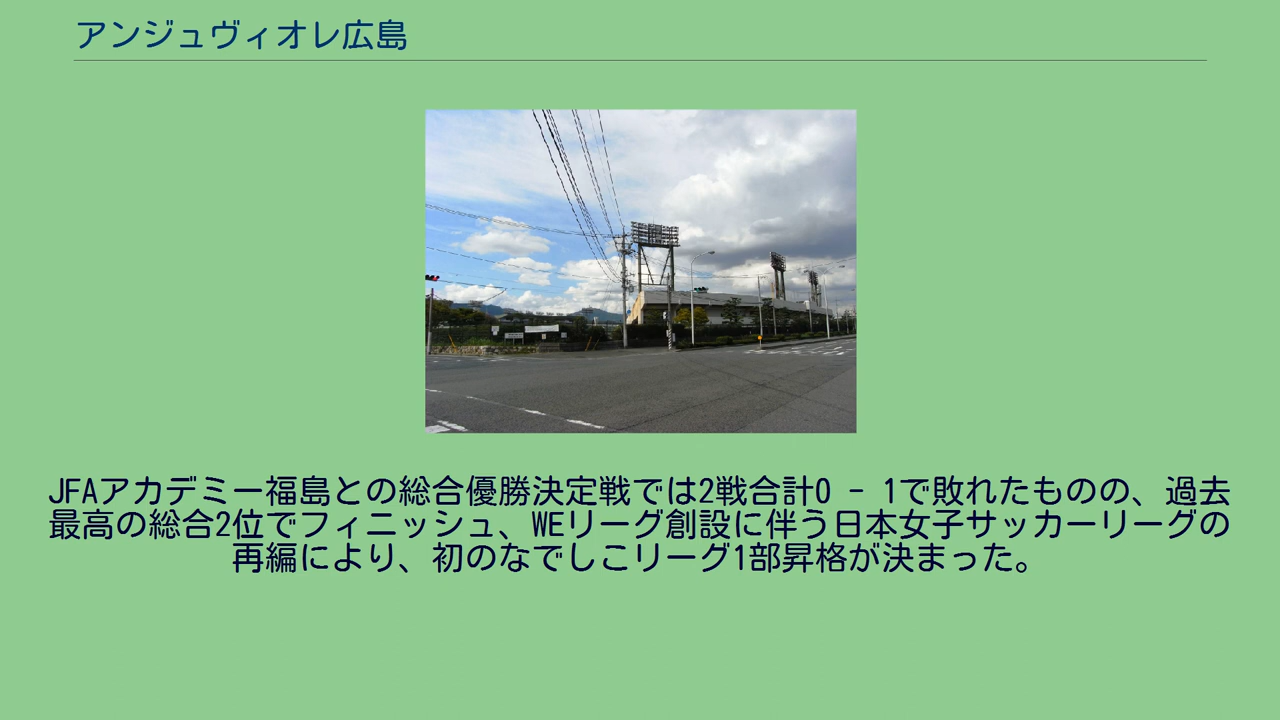 アンジュヴィオレ広島
JFAアカデミー福島との総合優勝決定戦では2戦合計0 - 1で敗れたものの、過去
最高の総合2位でフィニッシュ、WEリーグ創設に伴う日本女子サッカーリーグの
再編により、初のなでしこリーグ1部昇格が決まった。